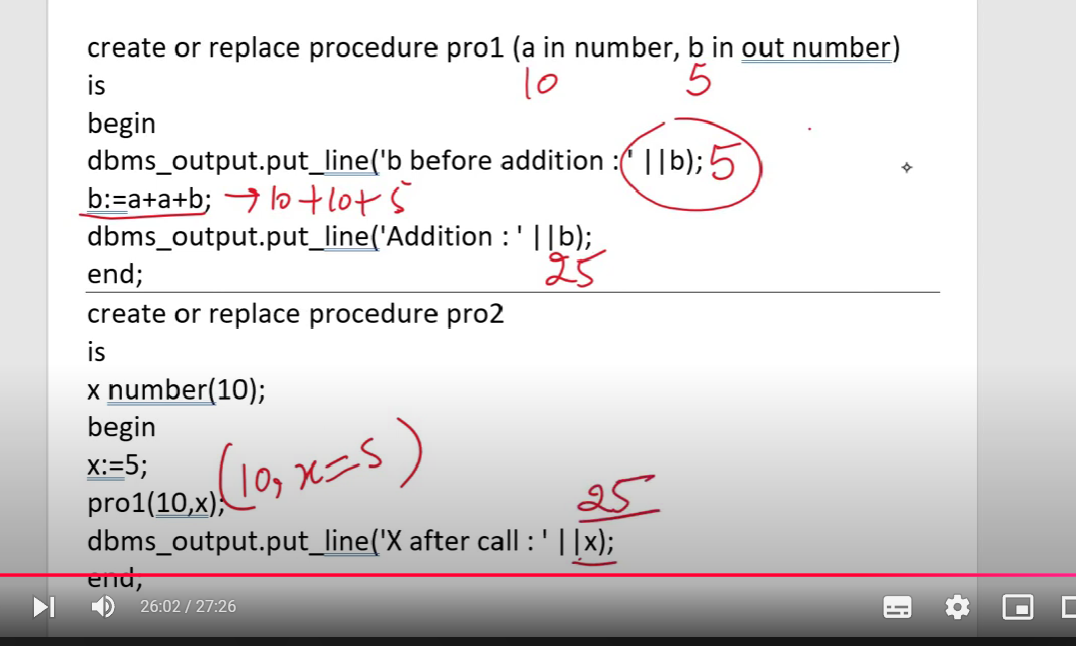 create or replace procedure pro1 (a in number, b in out number)
10 5
is
begin
dbms_output.put_line('b before addition : ' ||b); 5
b:=a+a+b; → 10+10+5
dbms_output.put_line('Addition : ' ||b);
25
end;
create or replace procedure pro2
is
x number(10);
begin
x:=5;
(10, x=5)
pro1(10,x);
25
dbms_output.put_line('X after call : ' ||x);
end;
26:02 / 27:26